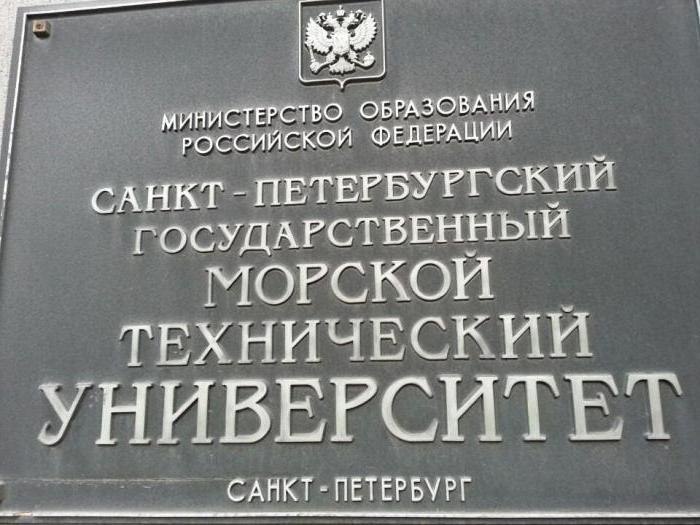 МИНИСТЕРСТВО ОБРАЗОВАНИЯ
РОССИЙСКОЙ ФЕДЕРАЦИИ
САНКТ-ПЕТЕРБУРГСКИЙ
ГОСУДАРСТВЕННЫЙ
МОРСКОЙ
ТЕХНИЧЕСКИЙ
УНИВЕРСИТЕТ
САНКТ-ПЕТЕРБУРГ